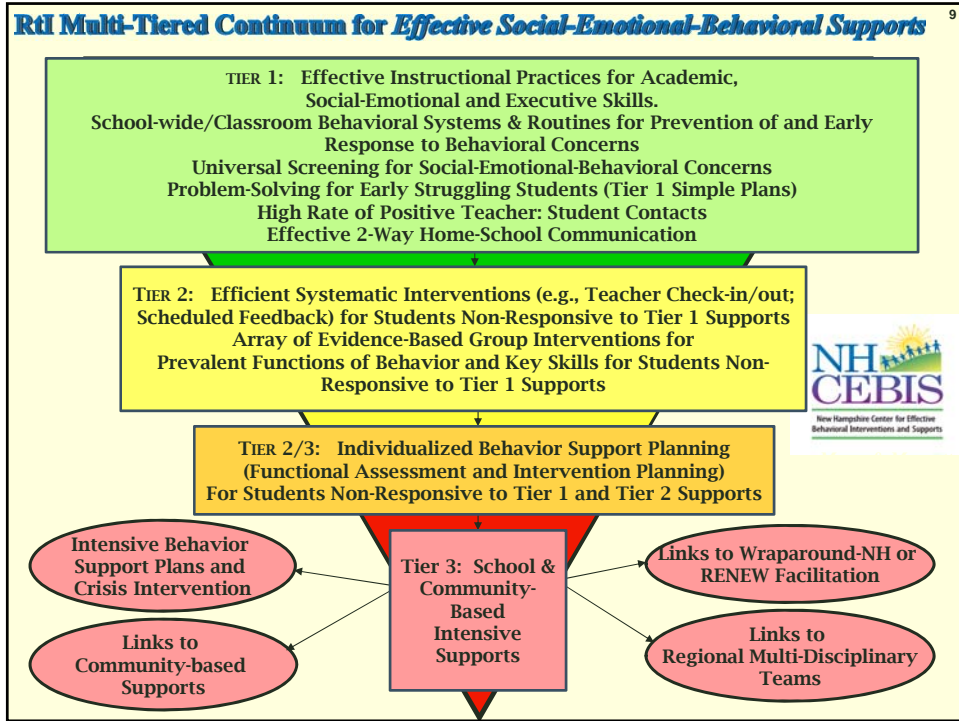 RtI Multi-Tiered Continuum for Effective Social-Emotional-Behavioral Supports
9
TIER 1: Effective Instructional Practices for Academic,
Social-Emotional and Executive Skills.
School-wide/Classroom Behavioral Systems & Routines for Prevention of and Early
Response to Behavioral Concerns
Universal Screening for Social-Emotional-Behavioral Concerns
Problem-Solving for Early Struggling Students (Tier 1 Simple Plans)
High Rate of Positive Teacher: Student Contacts
Effective 2-Way Home-School Communication
TIER 2: Efficient Systematic Interventions (e.g., Teacher Check-in/out;
Scheduled Feedback) for Students Non-Responsive to Tier 1 Supports
Array of Evidence-Based Group Interventions for
Prevalent Functions of Behavior and Key Skills for Students Non-
Responsive to Tier 1 Supports
NH
CEBIS
New Hampshire Center for Effective
Behavioral Interventions and Supports
TIER 2/3: Individualized Behavior Support Planning
(Functional Assessment and Intervention Planning)
For Students Non-Responsive to Tier 1 and Tier 2 Supports
Intensive Behavior
Support Plans and
Crisis Intervention
Links to
Community-based
Supports
Tier 3: School &
Community-
Based
Intensive
Supports
Links to Wraparound-NH or
RENEW Facilitation
Links to
Regional Multi-Disciplinary
Teams